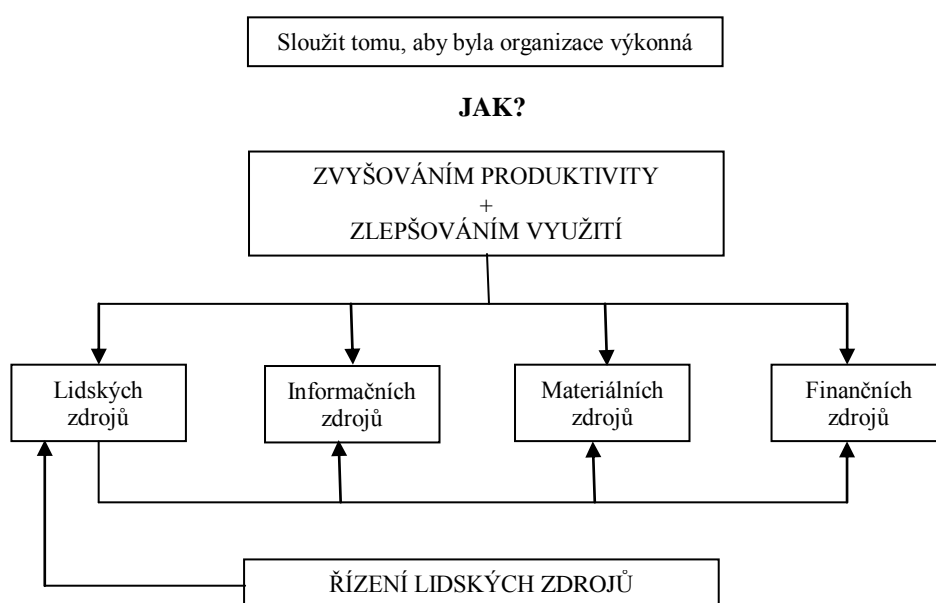 Sloužit tomu, aby byla organizace výkonná
JAK?
ZVYŠOVÁNÍM PRODUKTIVITY
+
ZLEPŠOVÁNÍM VYUŽITÍ
Lidských
zdrojů
Informačních
zdrojů
Materiálních
zdrojů
Finančních
zdrojů
ŘÍZENÍ LIDSKÝCH ZDROJŮ